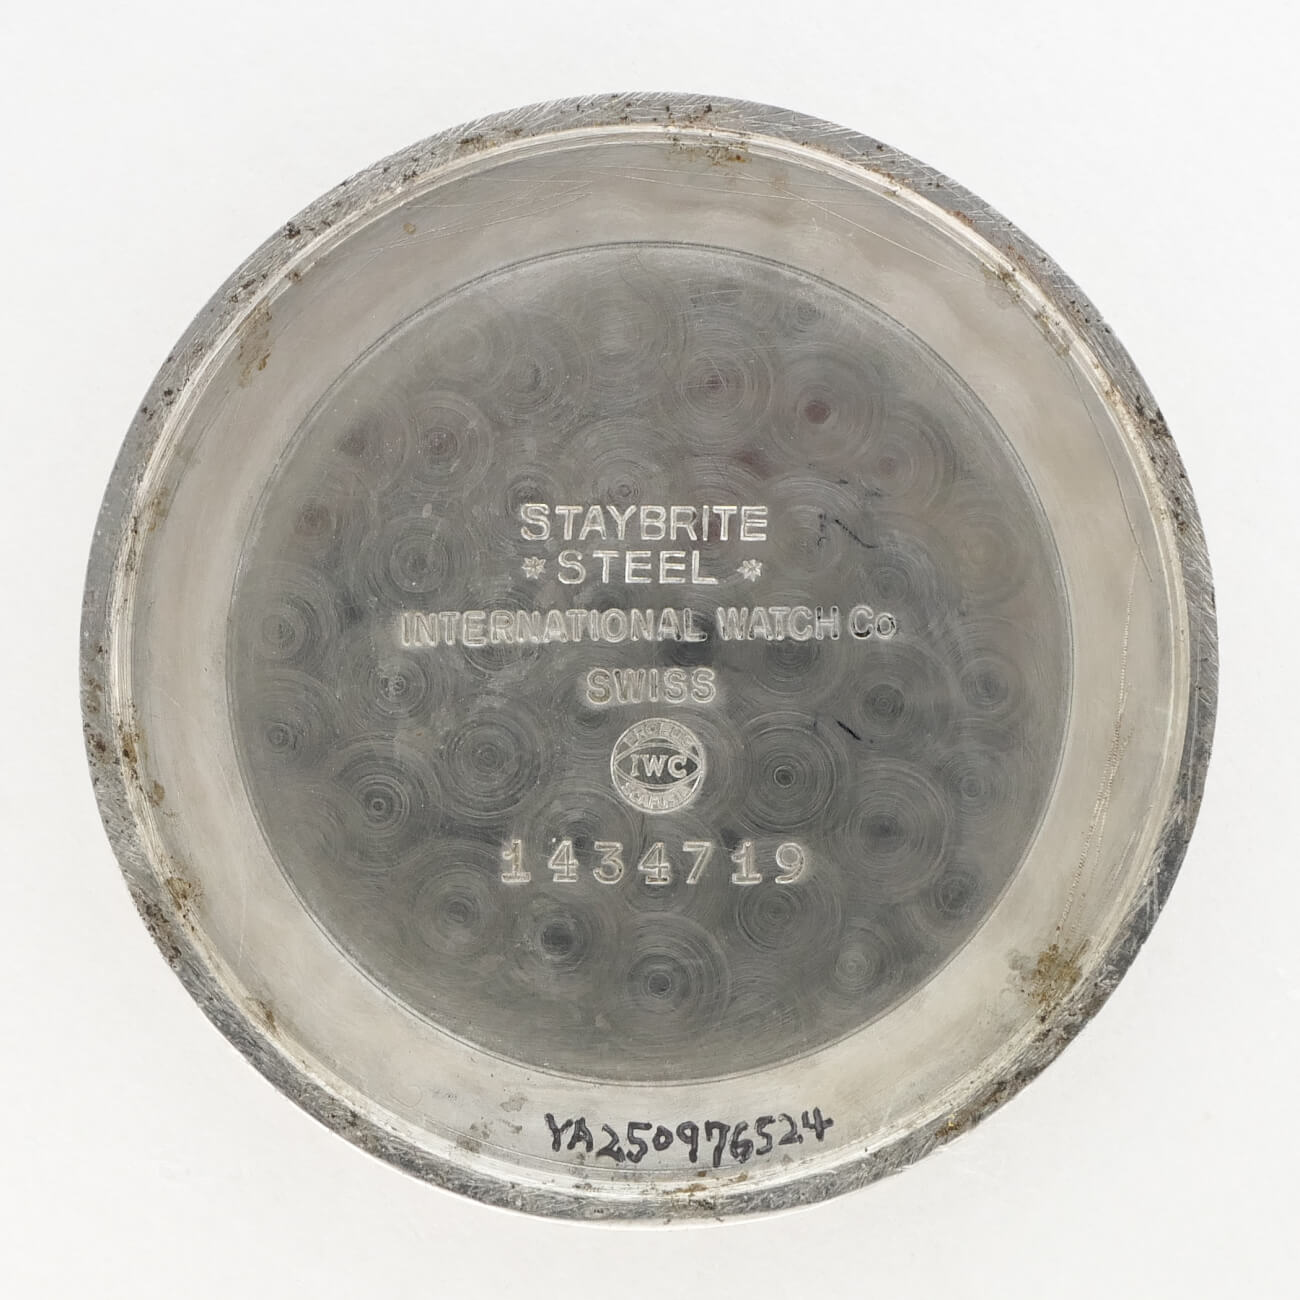 STAYBRITE
* STEEL *
INTERNATIONAL WATCH Co
SWISS
IWC
1434719
YA250976524